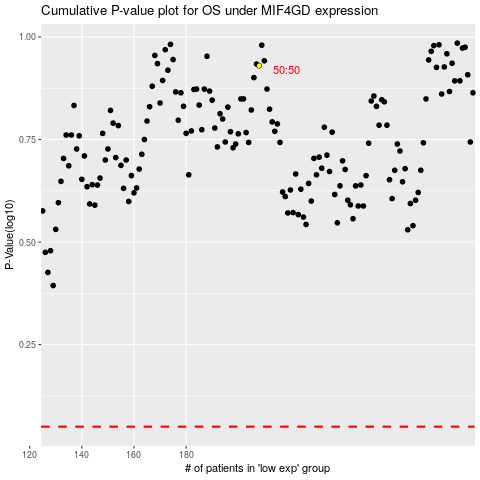 Cumulative P-value plot for OS under MIF4GD expression
1.00
50:50
0.75
P-Value(log10)
0.50
0.25
120 140 160 180
# of patients in 'low exp' group